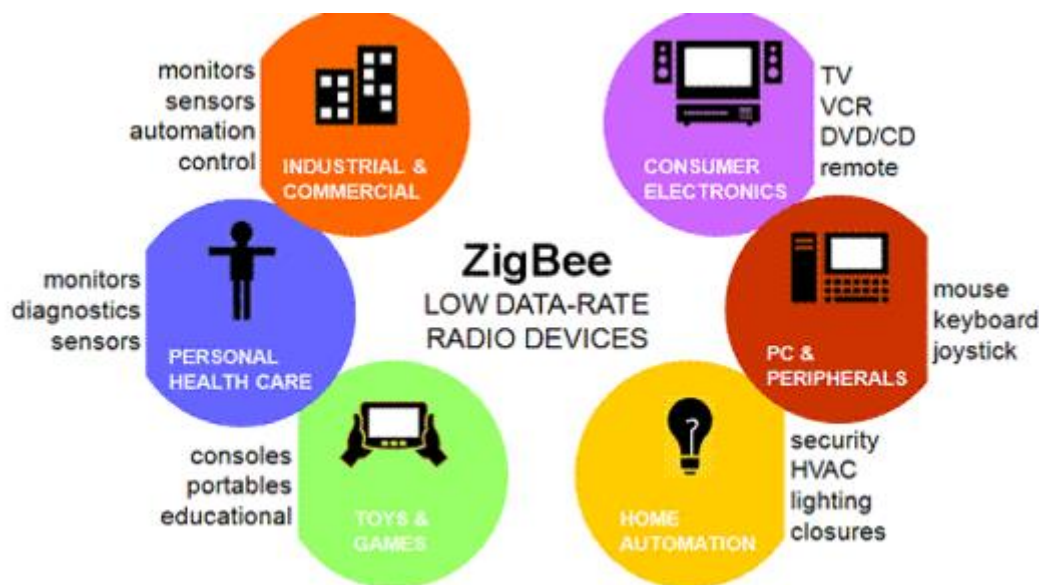 monitors
sensors
automation
control
INDUSTRIAL &
COMMERCIAL
CONSUMER
ELECTRONICS
TV
VCR
DVD/CD
remote
monitors
diagnostics
sensors
PERSONAL
HEALTH CARE
ZigBee
LOW DATA-RATE
RADIO DEVICES
PC &
PERIPHERALS
mouse
keyboard
joystick
consoles
portables
educational
TOYS &
GAMES
HOME
AUTOMATION
security
HVAC
lighting
closures